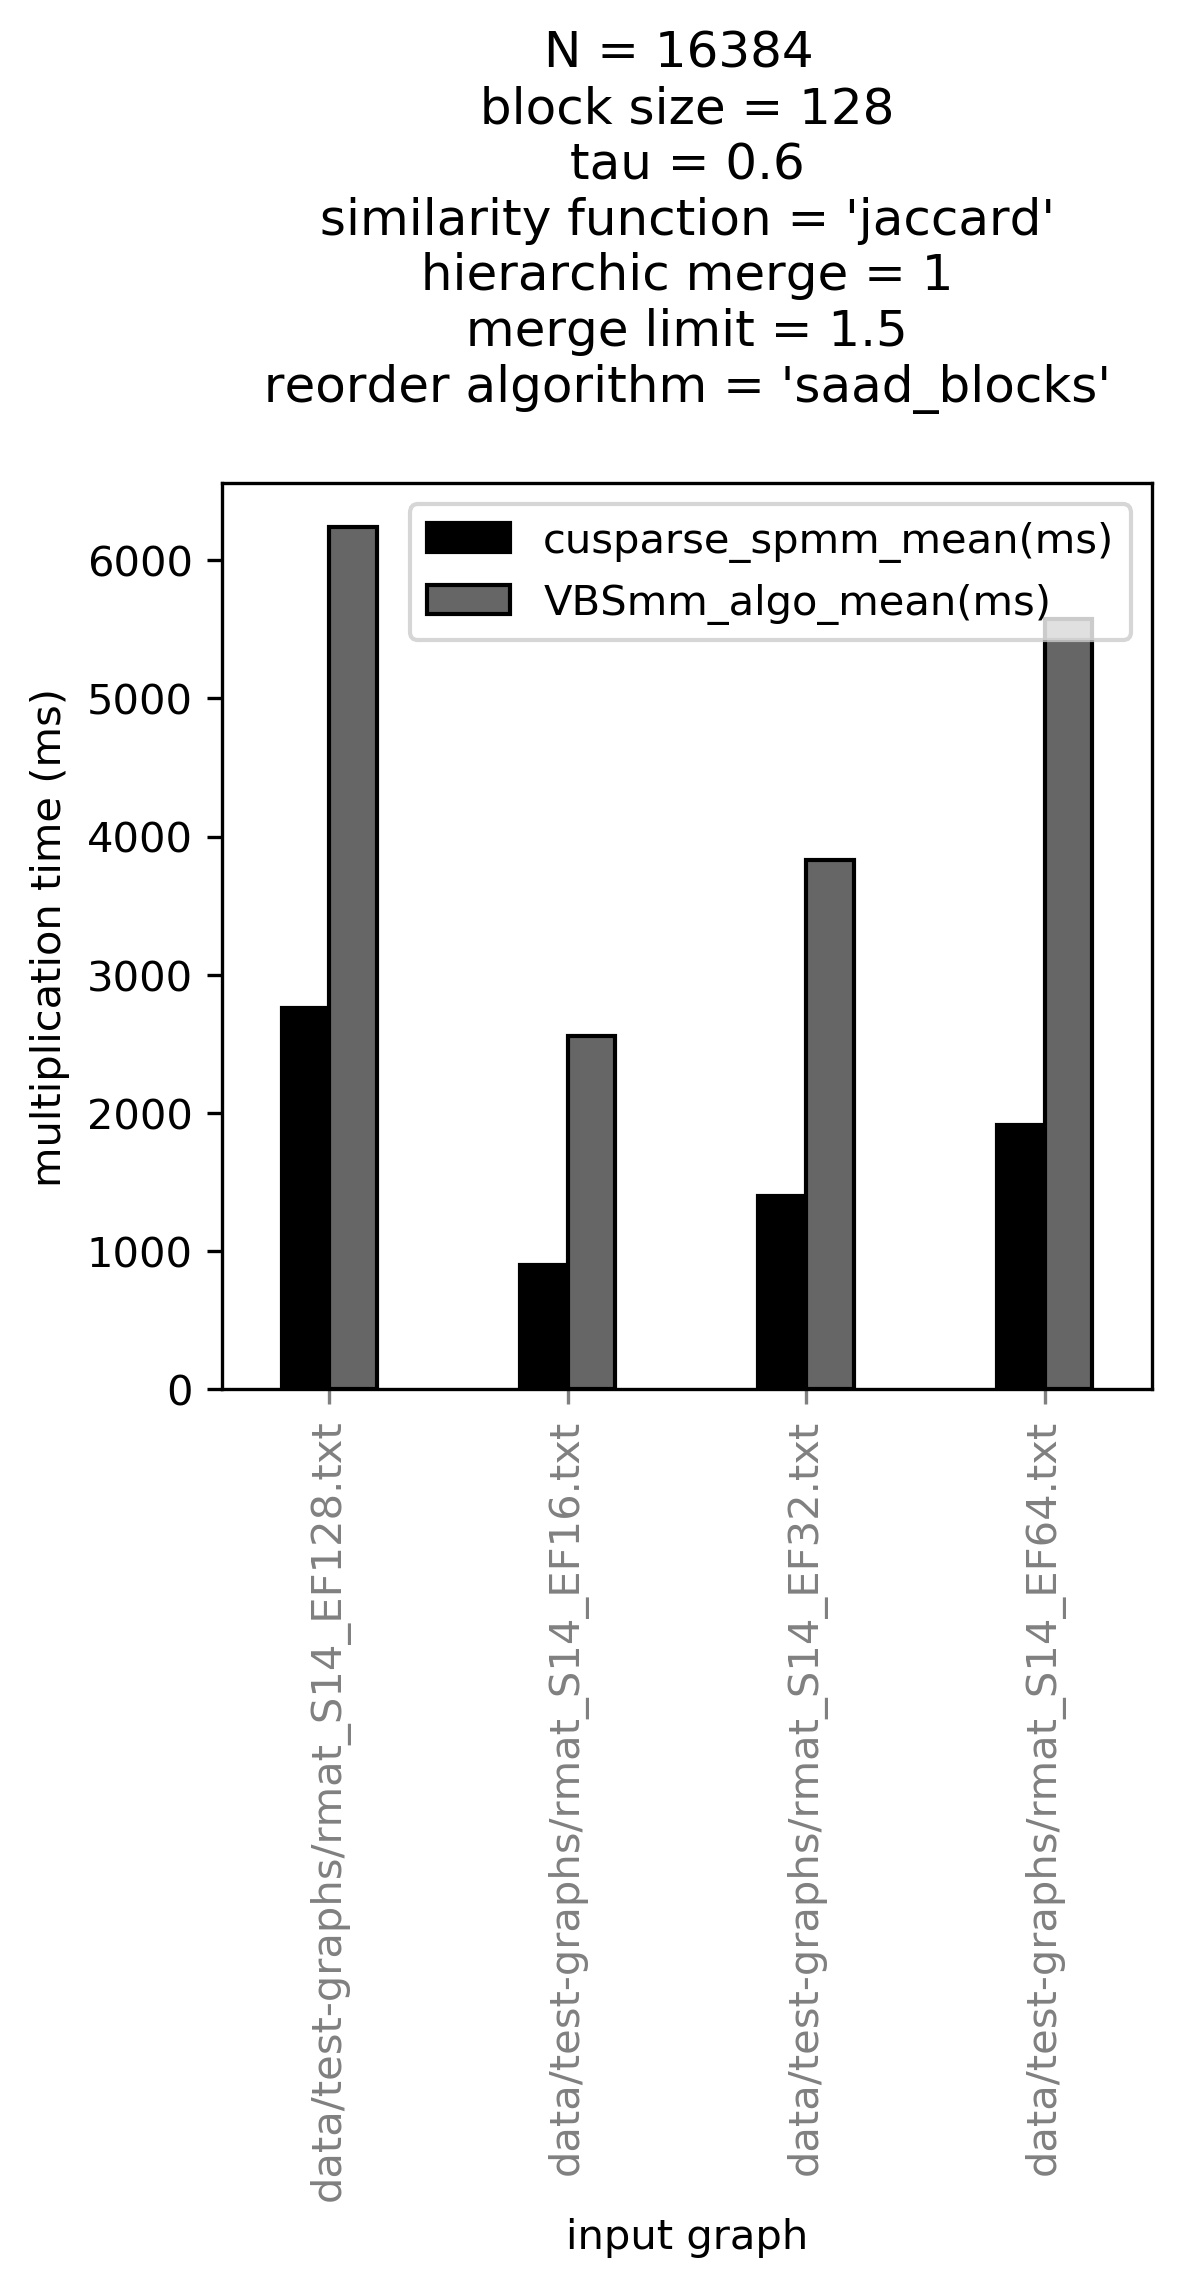 N = 16384
block size = 128
tau = 0.6
similarity function = 'jaccard'
hierarchic merge = 1
merge limit = 1.5
reorder algorithm = 'saad_blocks'
cusparse_spmm_mean(ms)
VBSmm_algo_mean(ms)
multiplication time (ms)
6000
5000
4000
3000
2000
1000
0
data/test-graphs/rmat_S14_EF128.txt
data/test-graphs/rmat_S14_EF16.txt
data/test-graphs/rmat_S14_EF32.txt
data/test-graphs/rmat_S14_EF64.txt
input graph